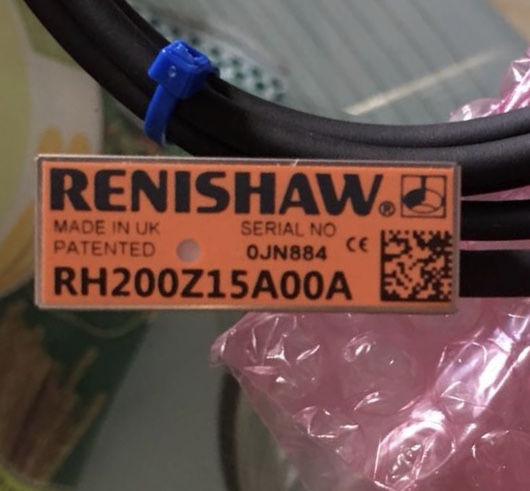 RENISHAW®
MADE IN UK
PATENTED
SERIAL NO
0JN884 CE
RH200Z15A00A